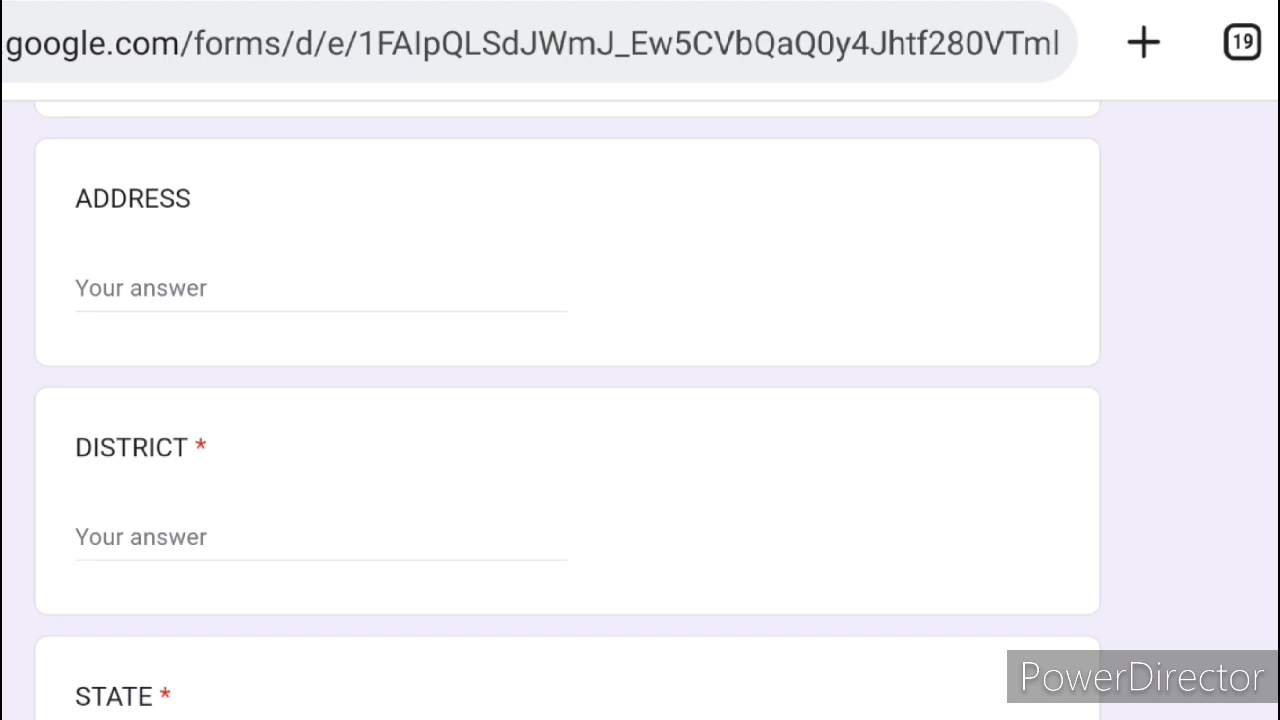 google.com/forms/d/e/1FAIpQLSdJWmJ_Ew5CVbQaQ0y4Jhtf280VTml
19
ADDRESS
Your answer
DISTRICT *
Your answer
STATE *
PowerDirector